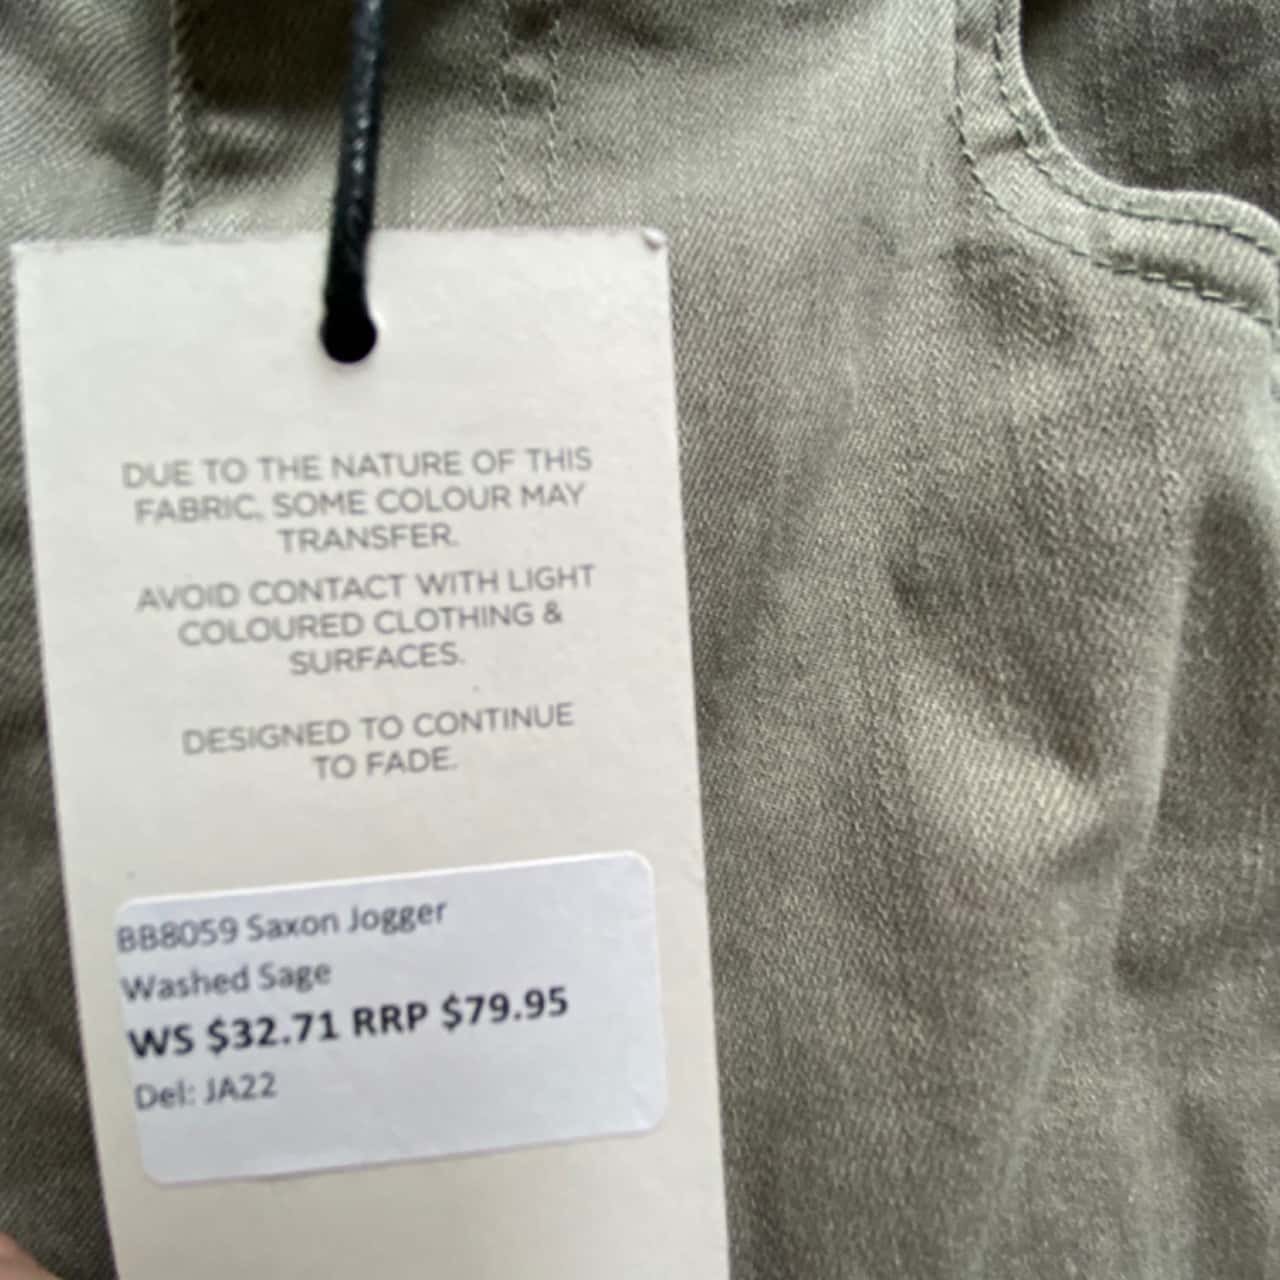 DUE TO THE NATURE OF THIS
FABRIC, SOME COLOUR MAY
TRANSFER.
AVOID CONTACT WITH LIGHT
COLOURED CLOTHING &
SURFACES.
DESIGNED TO CONTINUE
TO FADE.
BB8059 Saxon Jogger
Washed Sage
WS $32.71 RRP $79.95
Del: JA22